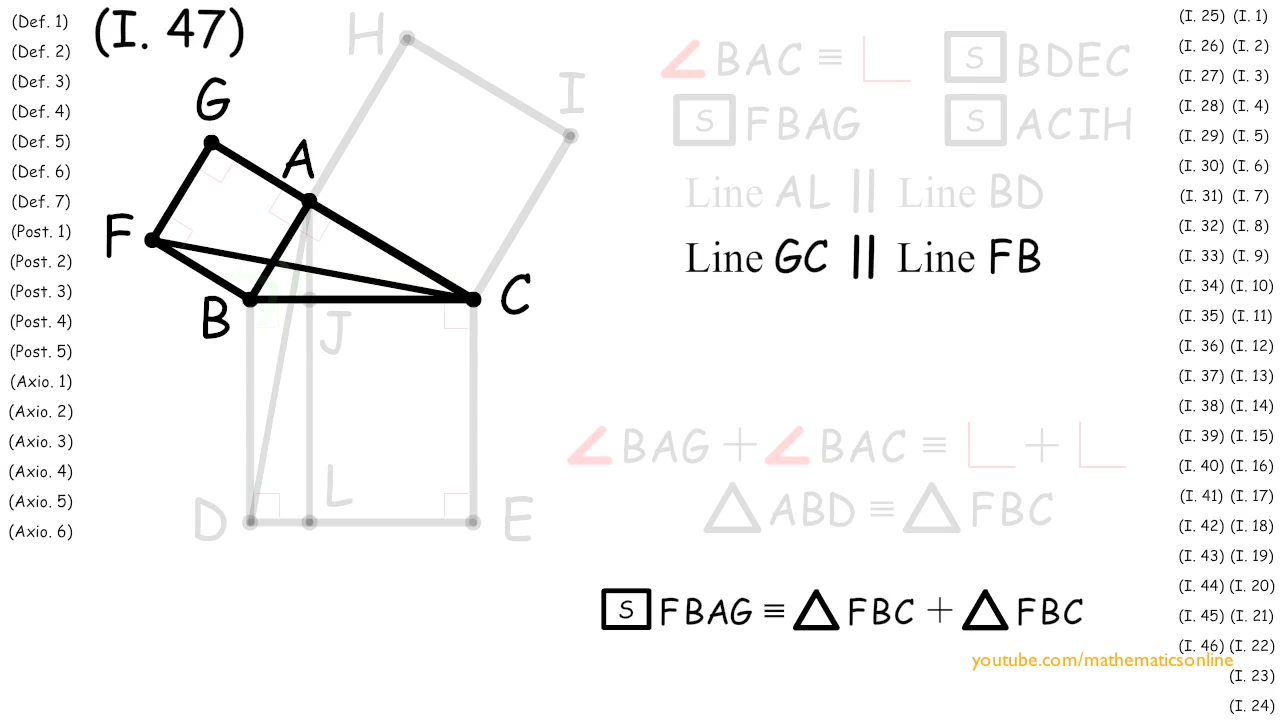 (I. 47)
(Def. 1)
(Def. 2)
(Def. 3)
(Def. 4)
(Def. 5)
(Def. 6)
(Def. 7)
(Post. 1)
(Post. 2)
(Post. 3)
(Post. 4)
(Post. 5)
(Axio. 1)
(Axio. 2)
(Axio. 3)
(Axio. 4)
(Axio. 5)
(Axio. 6)
H
I
G
A
F
B
C
J
D
L
E
∠BAC ≡ ∟ S BDEC
S FBAG S ACIH
Line AL || Line BD
Line GC || Line FB
∠BAG + ∠BAC ≡ ∟ + ∟
△ABD ≡ △FBC
S FBAG ≡ △FBC + △FBC
youtube.com/mathematicsonline
(I. 25) (I. 1)
(I. 26) (I. 2)
(I. 27) (I. 3)
(I. 28) (I. 4)
(I. 29) (I. 5)
(I. 30) (I. 6)
(I. 31) (I. 7)
(I. 32) (I. 8)
(I. 33) (I. 9)
(I. 34) (I. 10)
(I. 35) (I. 11)
(I. 36) (I. 12)
(I. 37) (I. 13)
(I. 38) (I. 14)
(I. 39) (I. 15)
(I. 40) (I. 16)
(I. 41) (I. 17)
(I. 42) (I. 18)
(I. 43) (I. 19)
(I. 44) (I. 20)
(I. 45) (I. 21)
(I. 46) (I. 22)
(I. 23)
(I. 24)